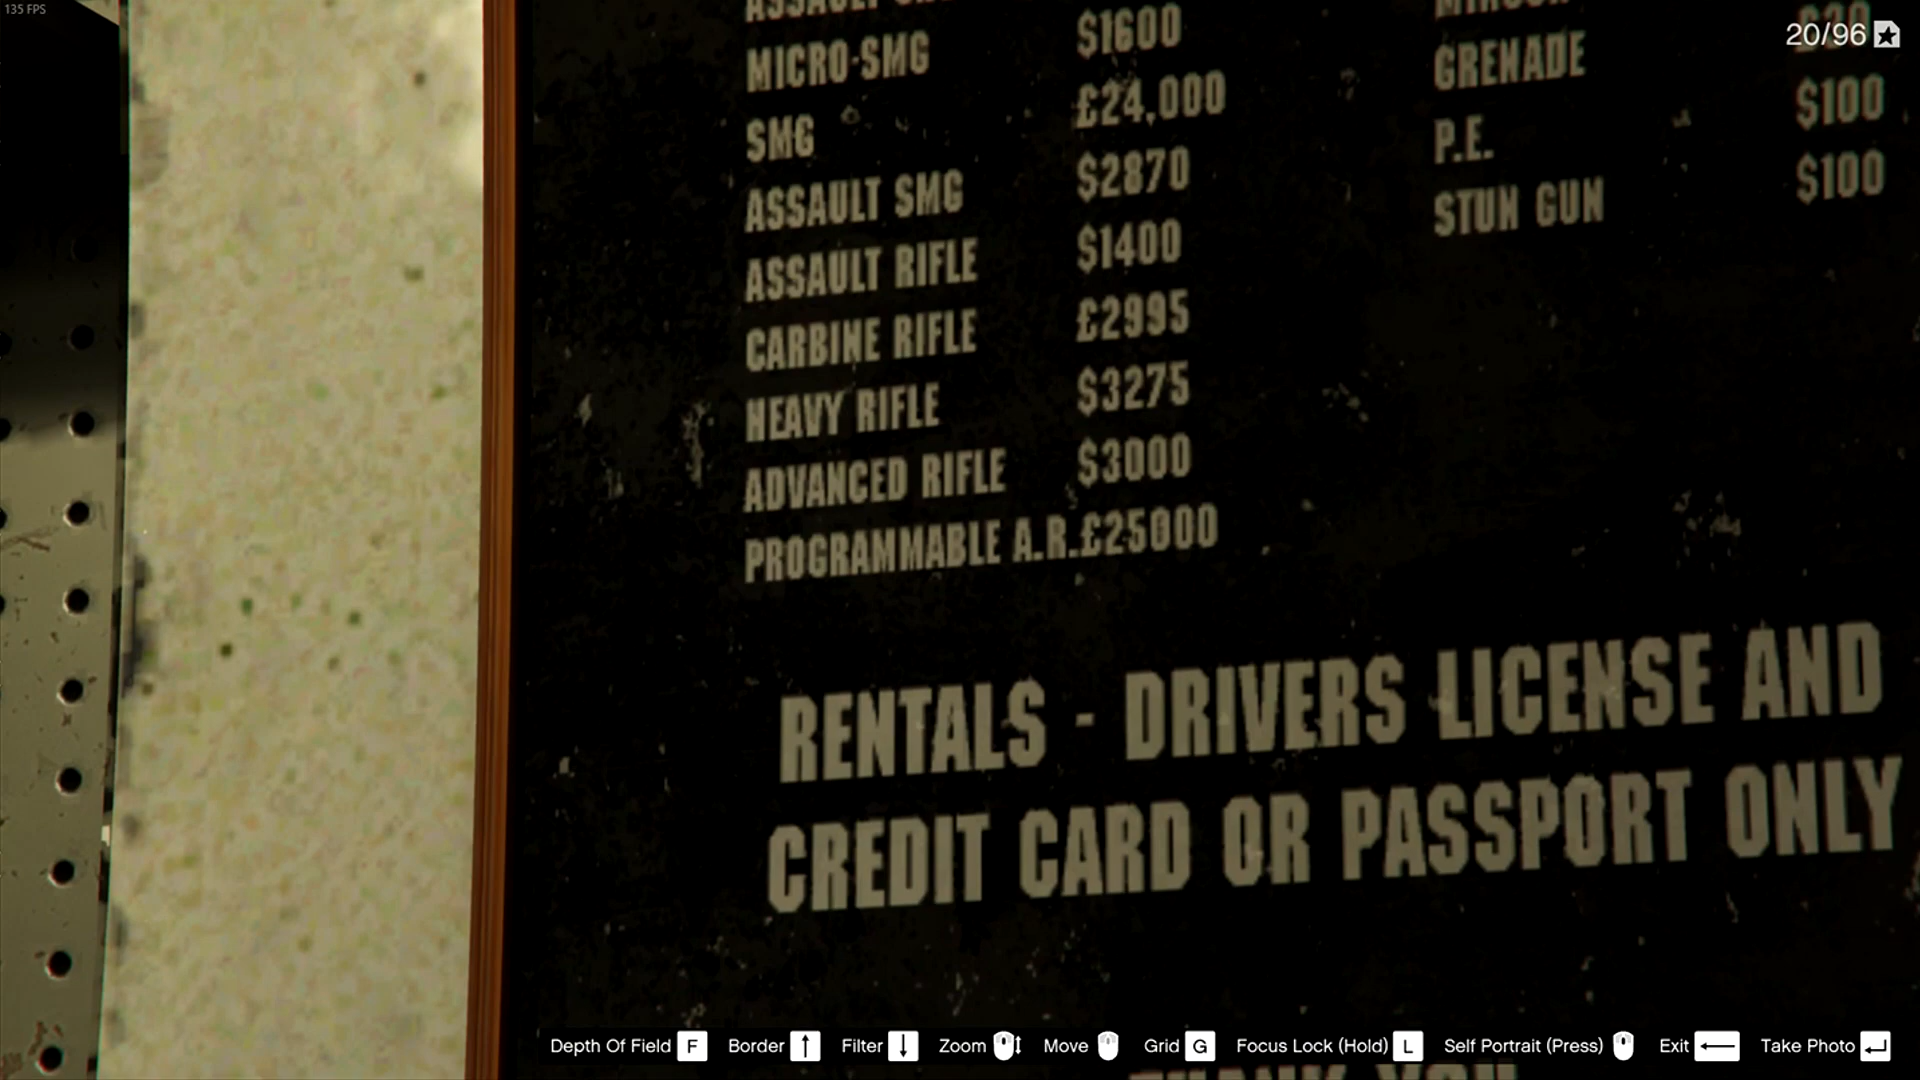 135 FPS
20/96
MICRO-SMG $1600
SMG £24,000
ASSAULT SMG $2870
ASSAULT RIFLE $1400
CARBINE RIFLE £2995
HEAVY RIFLE $3275
ADVANCED RIFLE $3000
PROGRAMMABLE A.R. £25000
GRENADE
P.E. $100
STUN GUN $100
RENTALS - DRIVERS LICENSE AND
CREDIT CARD OR PASSPORT ONLY
Depth Of Field F Border ↑ Filter ↓ Zoom Move Grid G Focus Lock (Hold) L Self Portrait (Press) Exit Take Photo